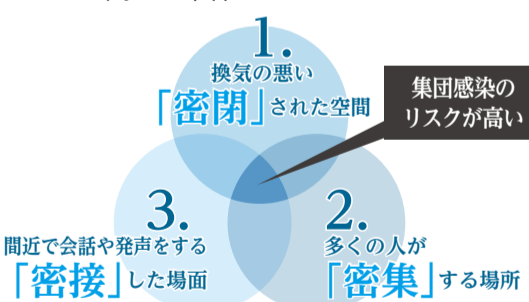 1.
換気の悪い
「密閉」された空間
集団感染の
リスクが高い
3.
間近で会話や発声をする
「密接」した場面
2.
多くの人が
「密集」する場所